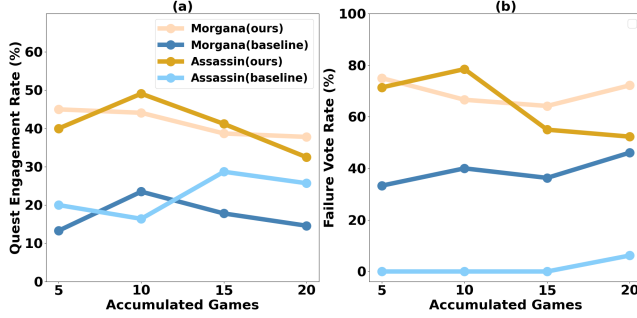 (a)
Quest Engagement Rate (%)
60
50
40
30
20
10
0
Morgana(ours)
Morgana(baseline)
Assassin(ours)
Assassin(baseline)
5 10 15 20
Accumulated Games
(b)
Failure Vote Rate (%)
100
80
60
40
20
0
5 10 15 20
Accumulated Games